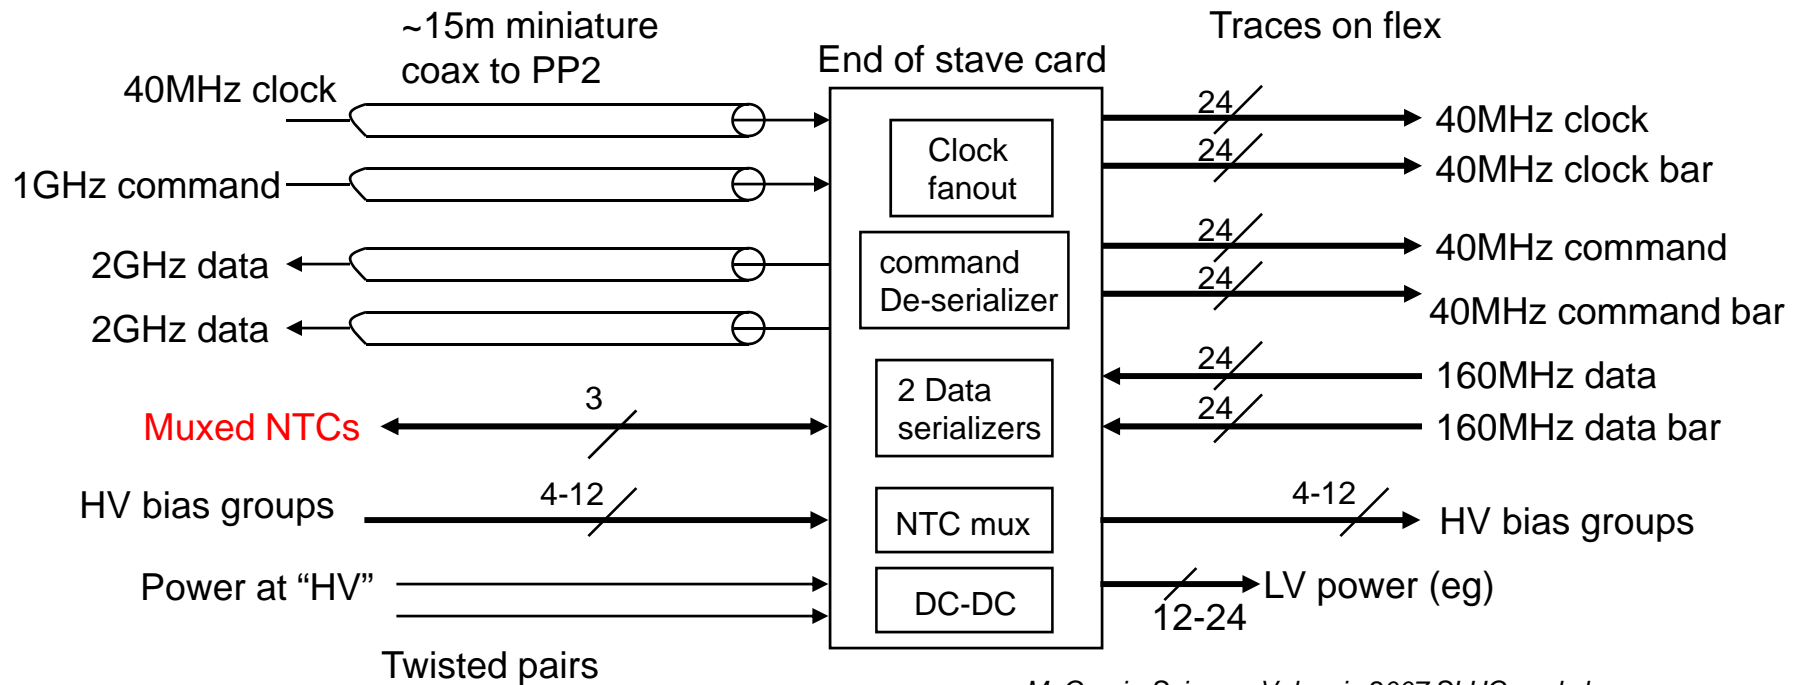 ~15m miniature
coax to PP2
Traces on flex
End of stave card
40MHz clock
1GHz command
2GHz data
2GHz data
Muxed NTCs
3
HV bias groups
4-12
Power at “HV”
Twisted pairs
Clock
fanout
command
De-serializer
2 Data
serializers
NTC mux
DC-DC
24
40MHz clock
24
40MHz clock bar
24
40MHz command
24
40MHz command bar
24
160MHz data
24
160MHz data bar
4-12
HV bias groups
LV power (eg)
12-24